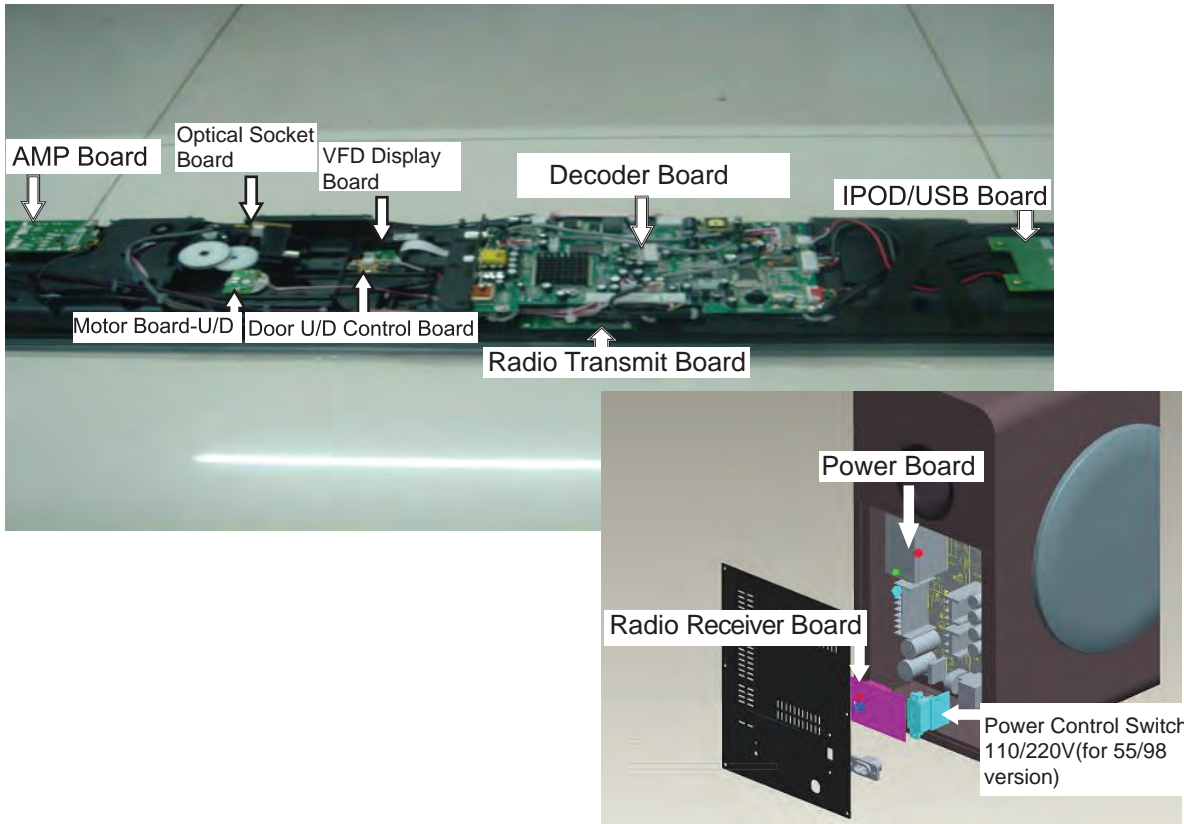 AMP Board
Optical Socket
Board
VFD Display
Board
Decoder Board
IPOD/USB Board
Motor Board-U/D
Door U/D Control Board
Radio Transmit Board
Power Board
Radio Receiver Board
Power Control Switch
110/220V(for 55/98
version)